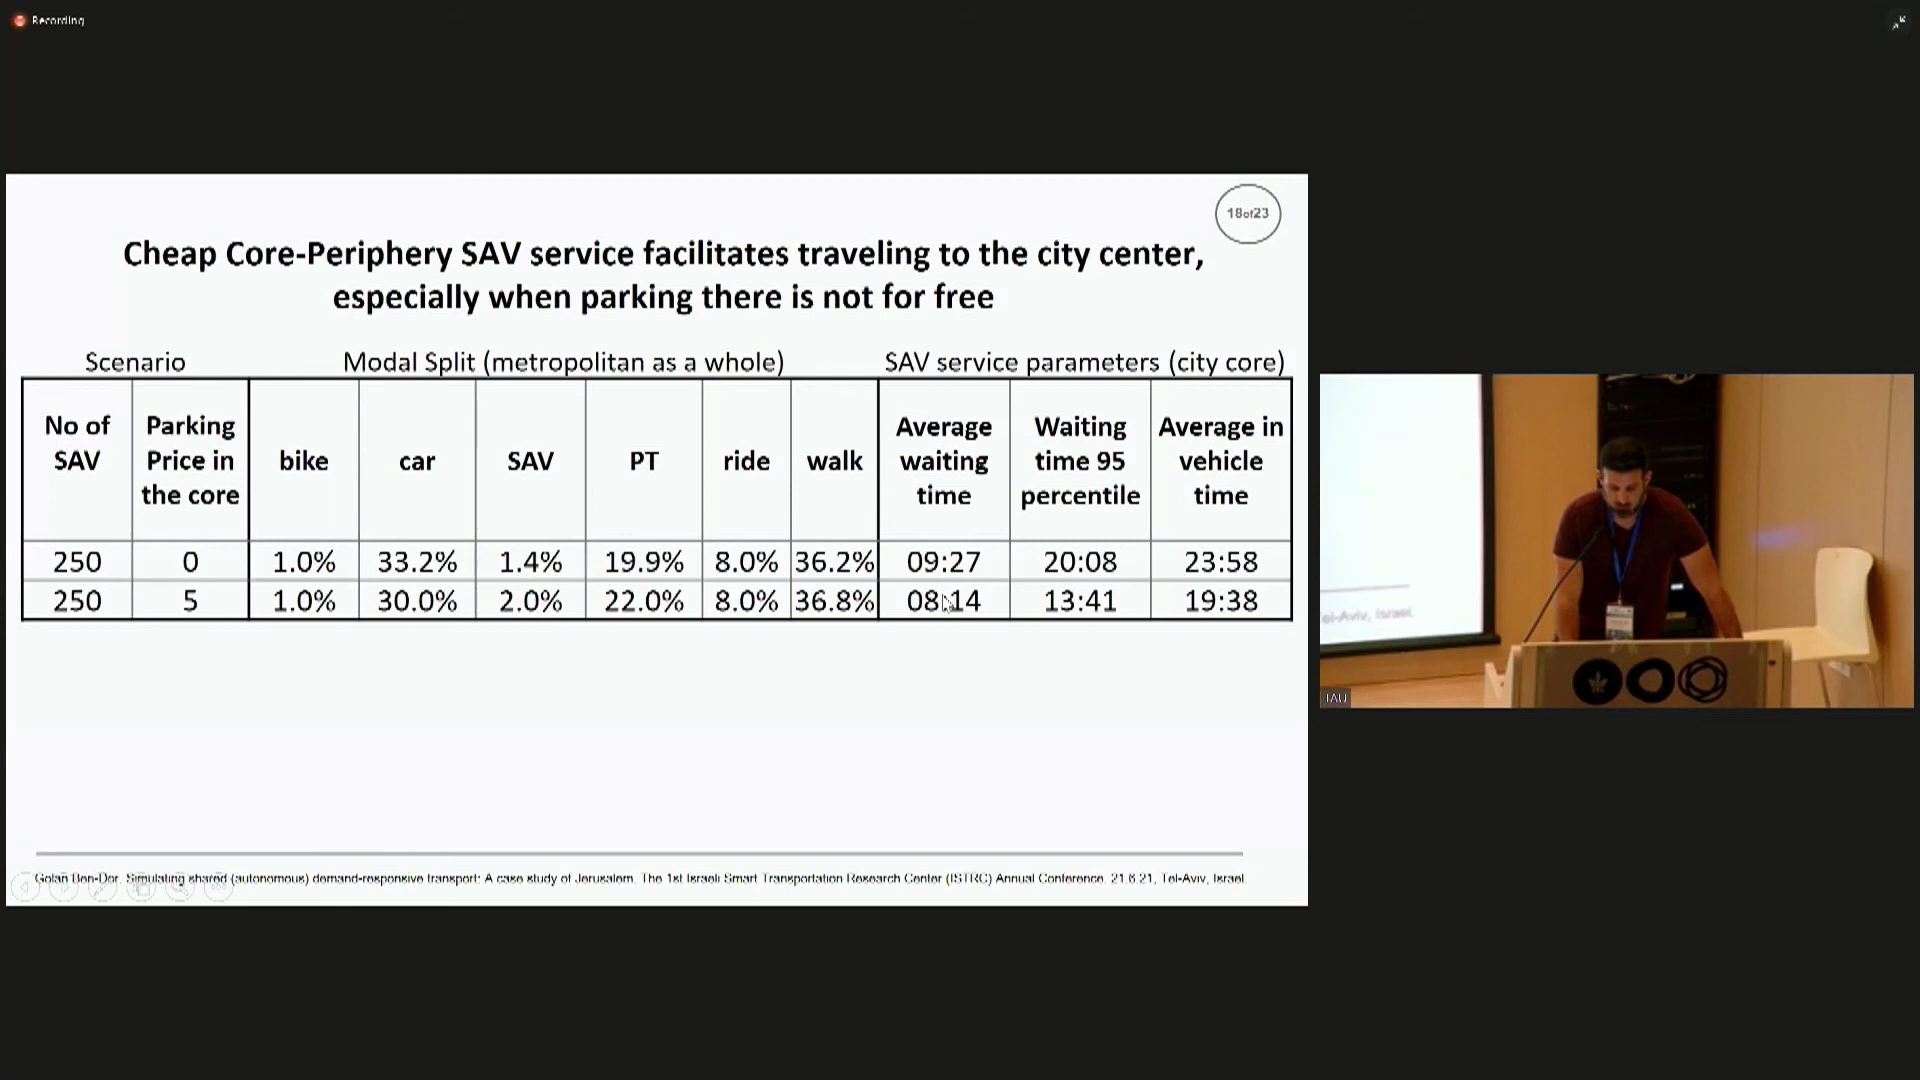 Recording
18of23
Cheap Core-Periphery SAV service facilitates traveling to the city center,
especially when parking there is not for free
Scenario Modal Split (metropolitan as a whole) SAV service parameters (city core)
No of SAV Parking Price in the core bike car SAV PT ride walk Average waiting time Waiting time 95 percentile Average in vehicle time
250 0 1.0% 33.2% 1.4% 19.9% 8.0% 36.2% 09:27 20:08 23:58
250 5 1.0% 30.0% 2.0% 22.0% 8.0% 36.8% 08:14 13:41 19:38
Golan Ben-Dor. Simulating shared (autonomous) demand-responsive transport: A case study of Jerusalem. The 1st Israeli Smart Transportation Research Center (ISTRC) Annual Conference. 21.6.21, Tel-Aviv, Israel.
Tel-Aviv, Israel.
TAU